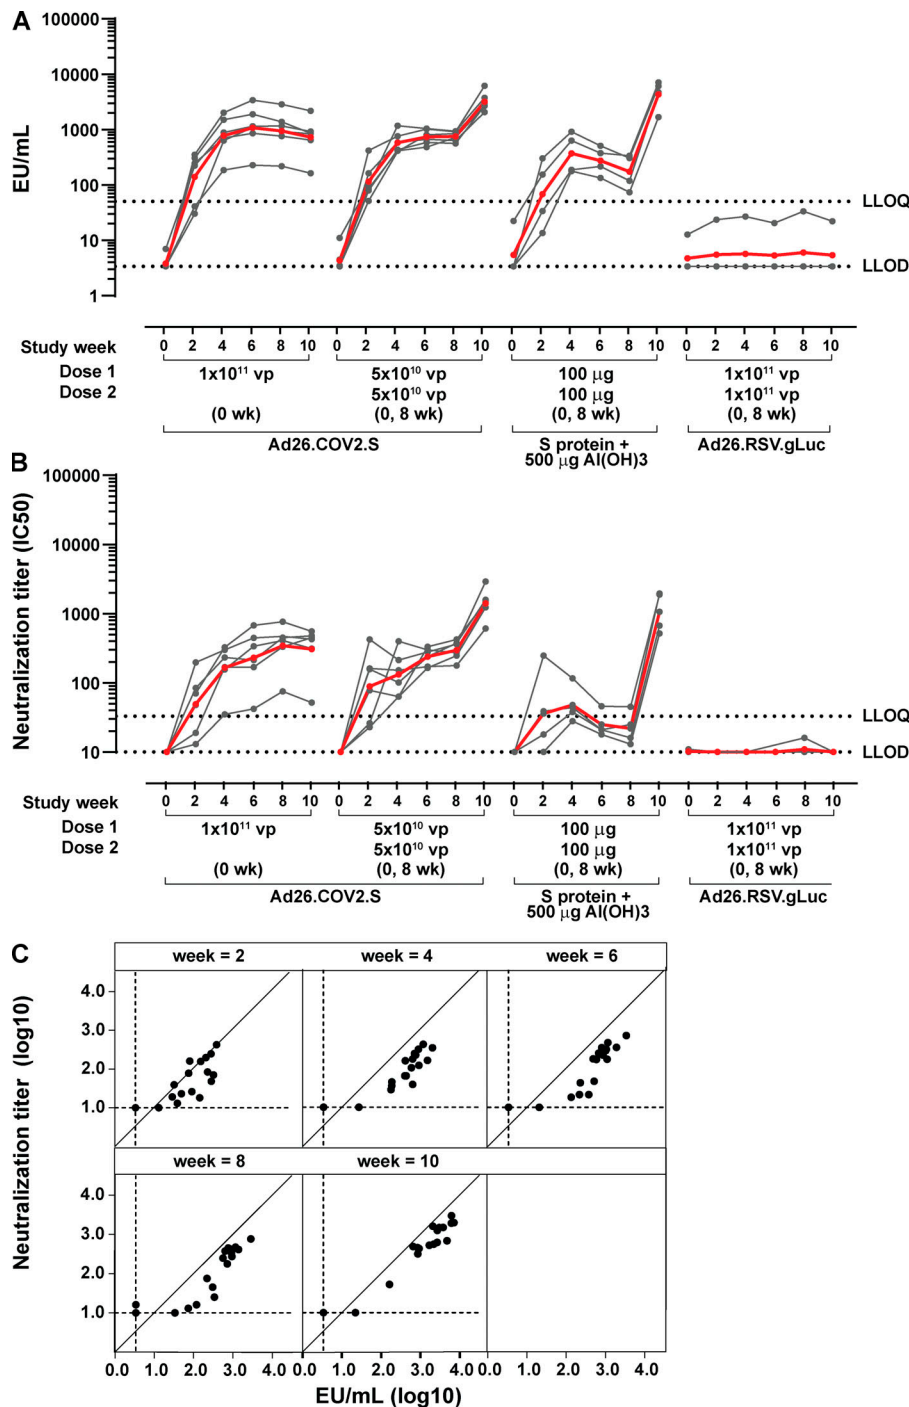 A
EU/mL
100000
10000
1000
100
10
1
LLOQ
LLOD
Study week 0 2 4 6 8 10 0 2 4 6 8 10 0 2 4 6 8 10 0 2 4 6 8 10
Dose 1 1x10¹¹ vp 5x10¹⁰ vp 100 µg 1x10¹¹ vp
Dose 2 5x10¹⁰ vp 100 µg 1x10¹¹ vp
(0 wk) (0, 8 wk) (0, 8 wk) (0, 8 wk)
Ad26.COV2.S S protein + Ad26.RSV.gLuc
500 µg Al(OH)3
B
Neutralization titer (IC50)
100000
10000
1000
100
10
LLOQ
LLOD
Study week 0 2 4 6 8 10 0 2 4 6 8 10 0 2 4 6 8 10 0 2 4 6 8 10
Dose 1 1x10¹¹ vp 5x10¹⁰ vp 100 µg 1x10¹¹ vp
Dose 2 5x10¹⁰ vp 100 µg 1x10¹¹ vp
(0 wk) (0, 8 wk) (0, 8 wk) (0, 8 wk)
Ad26.COV2.S S protein + Ad26.RSV.gLuc
500 µg Al(OH)3
C
Neutralization titer (log10)
week = 2 week = 4 week = 6
4.0
3.0
2.0
1.0
week = 8 week = 10
4.0
3.0
2.0
1.0
0.0 1.0 2.0 3.0 4.0 0.0 1.0 2.0 3.0 4.0 0.0 1.0 2.0 3.0 4.0
EU/mL (log10)